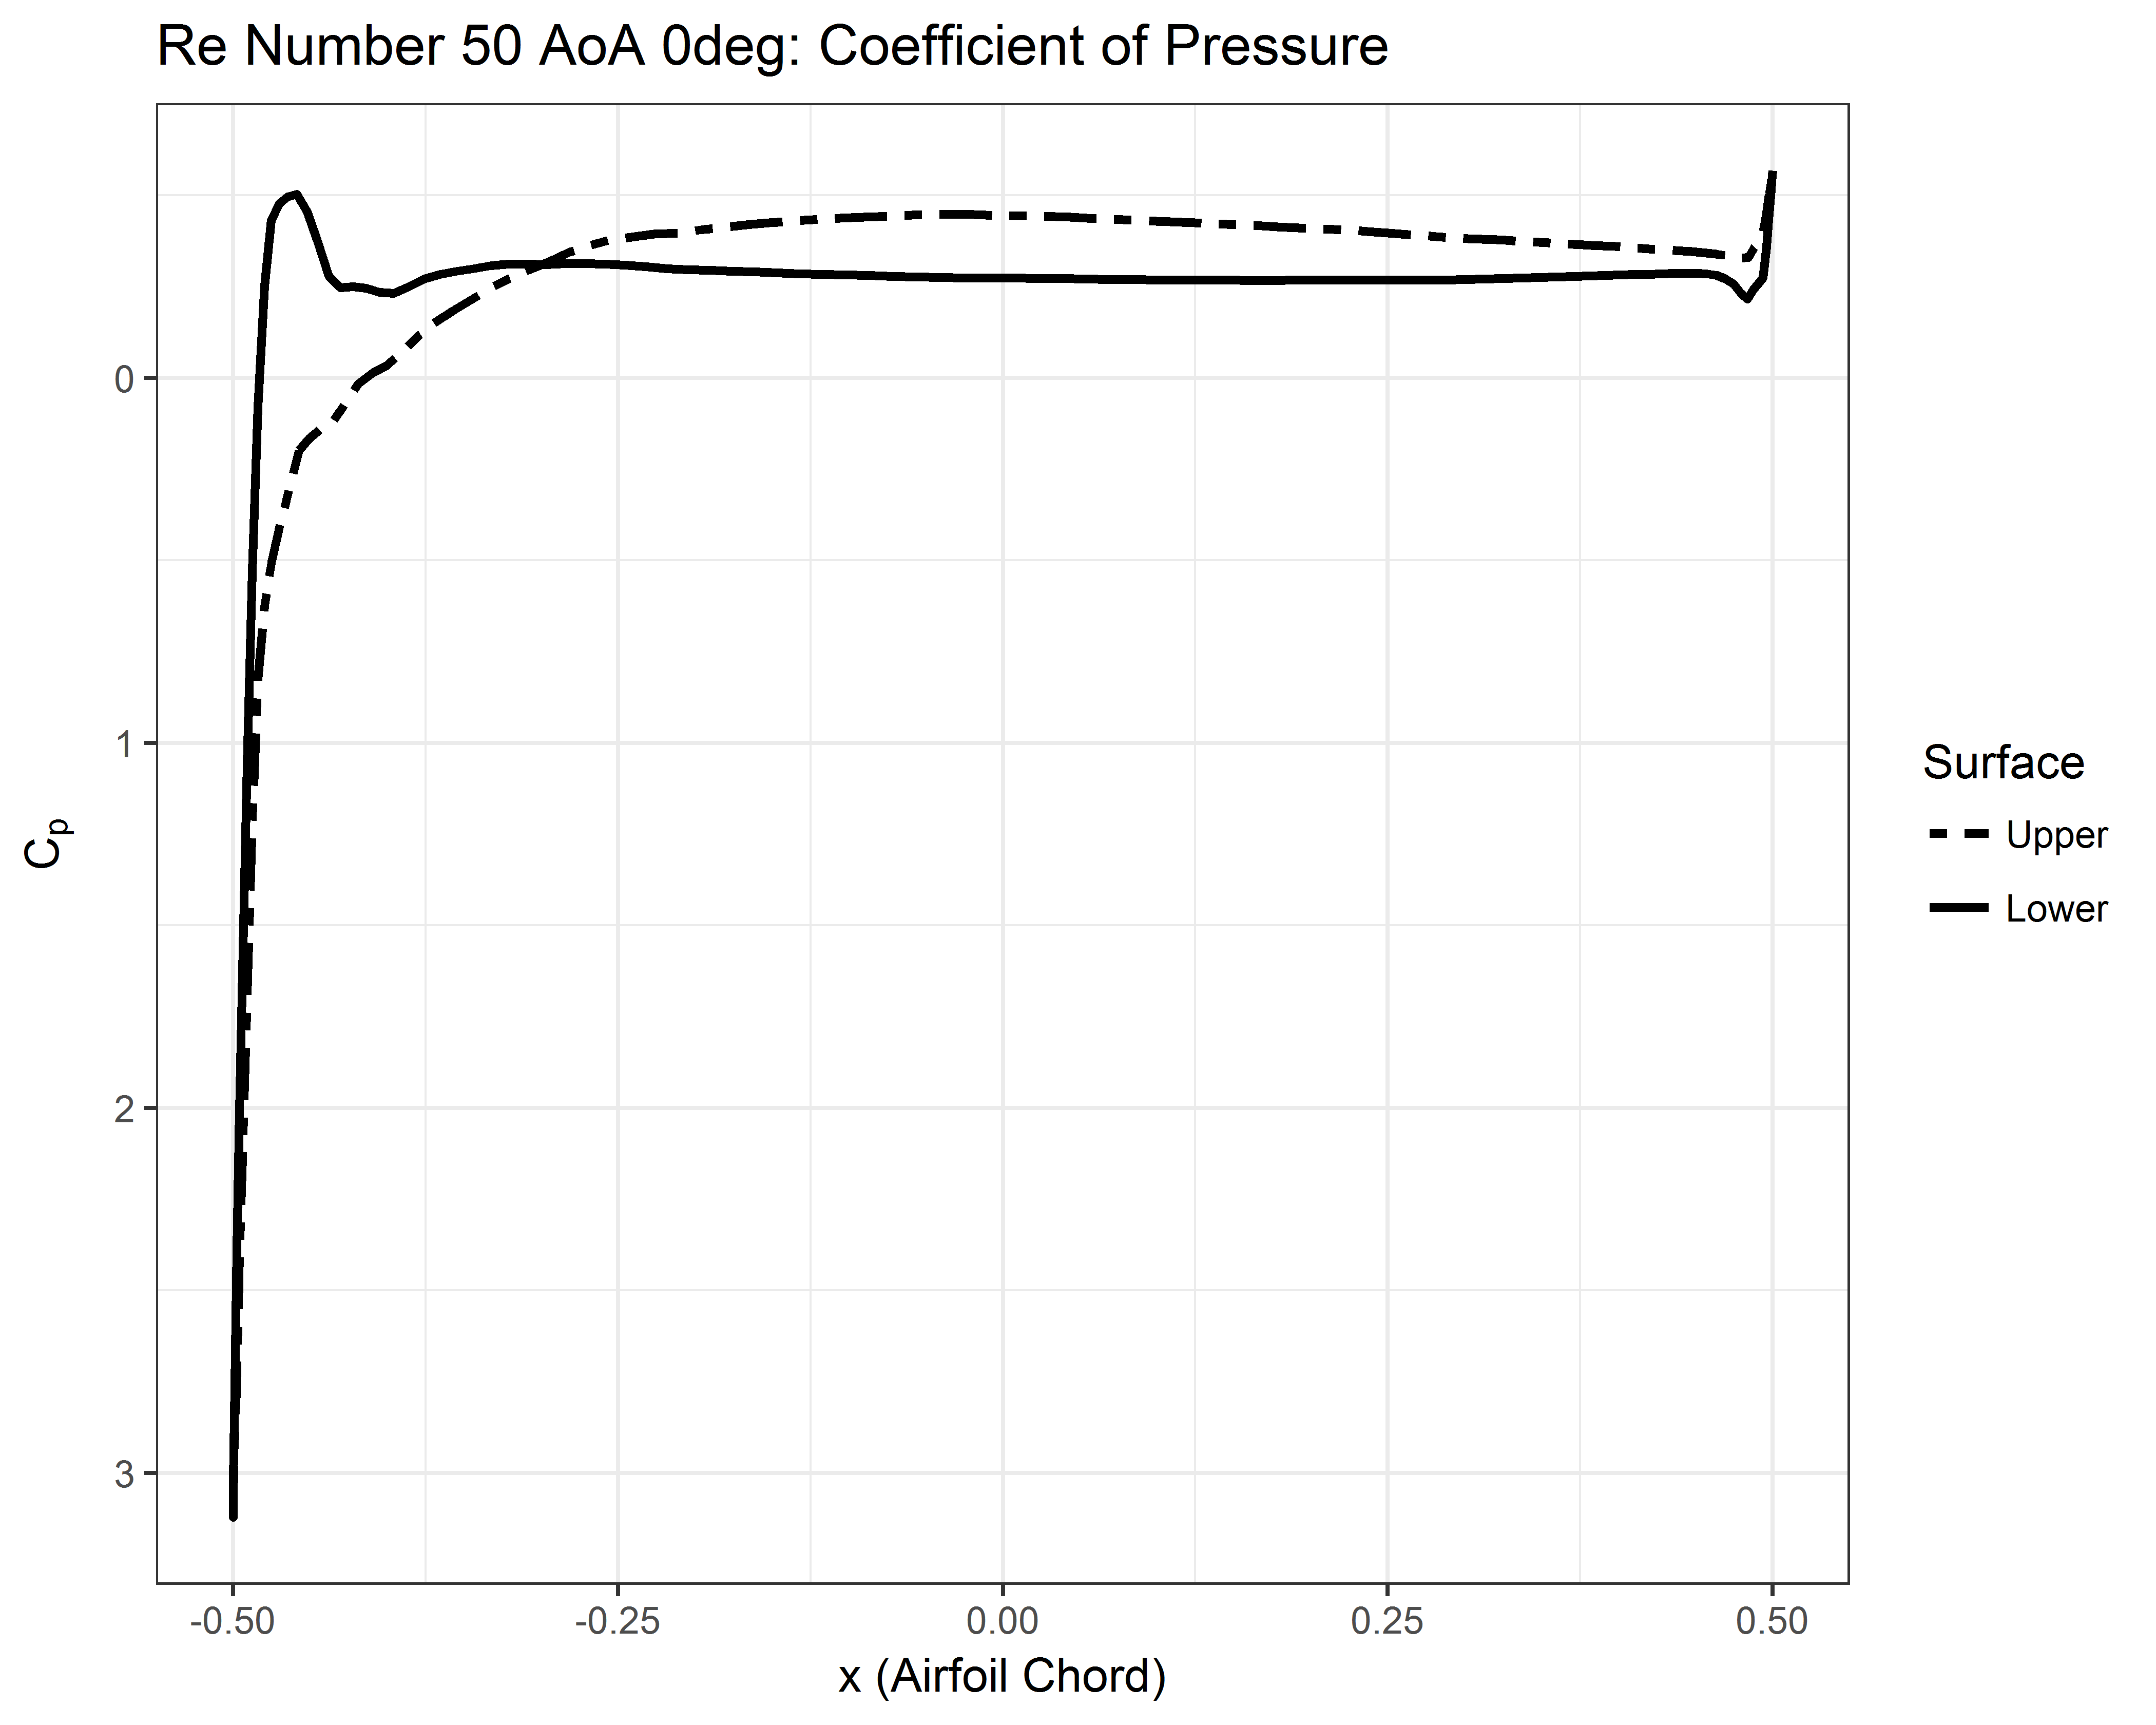 Re Number 50 AoA 0deg: Coefficient of Pressure
0
1
2
3
Cp
-0.50
-0.25
0.00
0.25
0.50
x (Airfoil Chord)
Surface
Upper
Lower